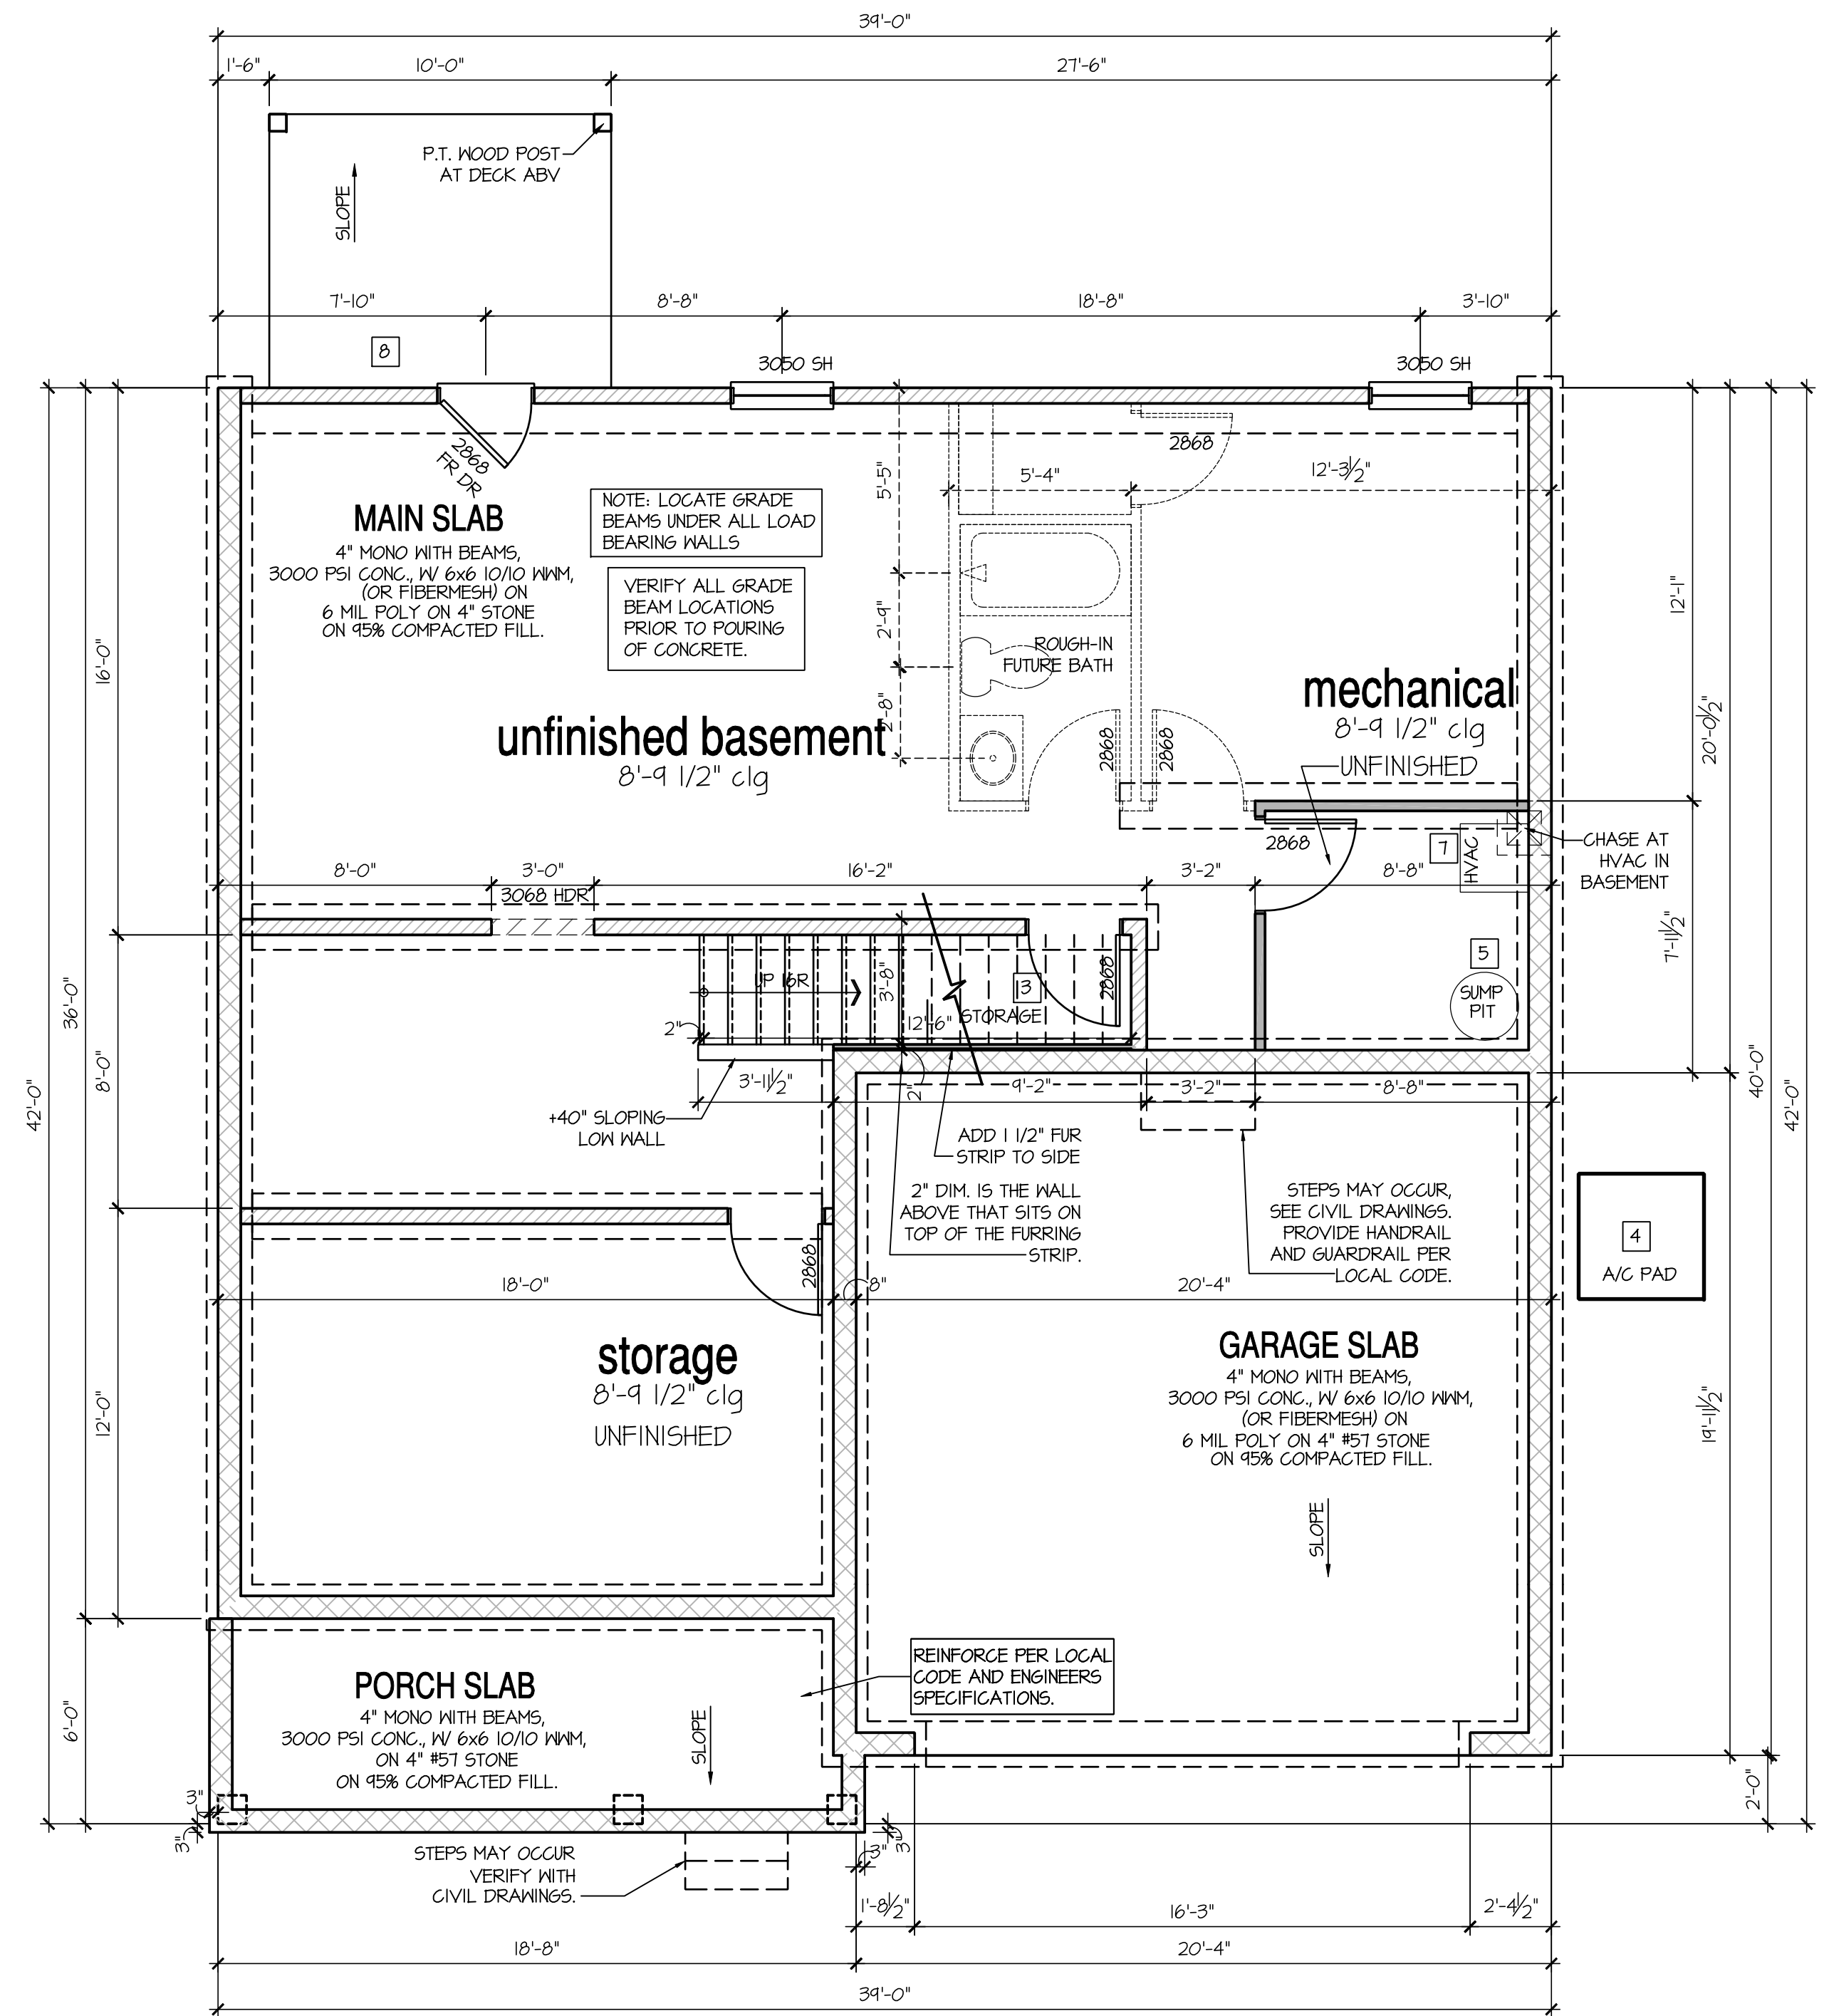 39'-0"
1'-6"
10'-0"
27'-6"
P.T. WOOD POST
AT DECK ABV
SLOPE
7'-10"
8'-8"
18'-8"
3'-10"
8
3050 SH
3050 SH
2868
FR DR
2868
5'-5"
5'-4"
12'-3 1/2"
MAIN SLAB
4" MONO WITH BEAMS,
3000 PSI CONC., W/ 6x6 10/10 WWM,
(OR FIBERMESH) ON
6 MIL POLY ON 4" STONE
ON 95% COMPACTED FILL.
NOTE: LOCATE GRADE
BEAMS UNDER ALL LOAD
BEARING WALLS
VERIFY ALL GRADE
BEAM LOCATIONS
PRIOR TO POURING
OF CONCRETE.
2'-9"
ROUGH-IN
FUTURE BATH
2'-8"
12'-1"
20'-0 1/2"
16'-0"
unfinished basement
8'-9 1/2" clg
mechanical
8'-9 1/2" clg
UNFINISHED
2868
2868
2868
7
HVAC
CHASE AT
HVAC IN
BASEMENT
8'-0"
3'-0"
16'-2"
3'-2"
8'-8"
3068 HDR
7'-11 1/2"
5
SUMP
PIT
UP 16R
3'-8"
3
2868
STORAGE
12'-6"
2"
3'-11 1/2"
2"
9'-2"
3'-2"
8'-8"
36'-0"
42'-0"
8'-0"
40'-0"
42'-0"
+40" SLOPING
LOW WALL
ADD 1 1/2" FUR
STRIP TO SIDE
2" DIM. IS THE WALL
ABOVE THAT SITS ON
TOP OF THE FURRING
STRIP.
STEPS MAY OCCUR,
SEE CIVIL DRAWINGS.
PROVIDE HANDRAIL
AND GUARDRAIL PER
LOCAL CODE.
4
A/C PAD
2868
18'-0"
8"
20'-4"
storage
8'-9 1/2" clg
UNFINISHED
12'-0"
GARAGE SLAB
4" MONO WITH BEAMS,
3000 PSI CONC., W/ 6x6 10/10 WWM,
(OR FIBERMESH) ON
6 MIL POLY ON 4" #57 STONE
ON 95% COMPACTED FILL.
19'-11 1/2"
SLOPE
REINFORCE PER LOCAL
CODE AND ENGINEERS
SPECIFICATIONS.
PORCH SLAB
4" MONO WITH BEAMS,
3000 PSI CONC., W/ 6x6 10/10 WWM,
ON 4" #57 STONE
ON 95% COMPACTED FILL.
SLOPE
6'-0"
2'-0"
3"
3"
3"
3"
STEPS MAY OCCUR
VERIFY WITH
CIVIL DRAWINGS.
1'-8 1/2"
16'-3"
2'-4 1/2"
18'-8"
20'-4"
39'-0"